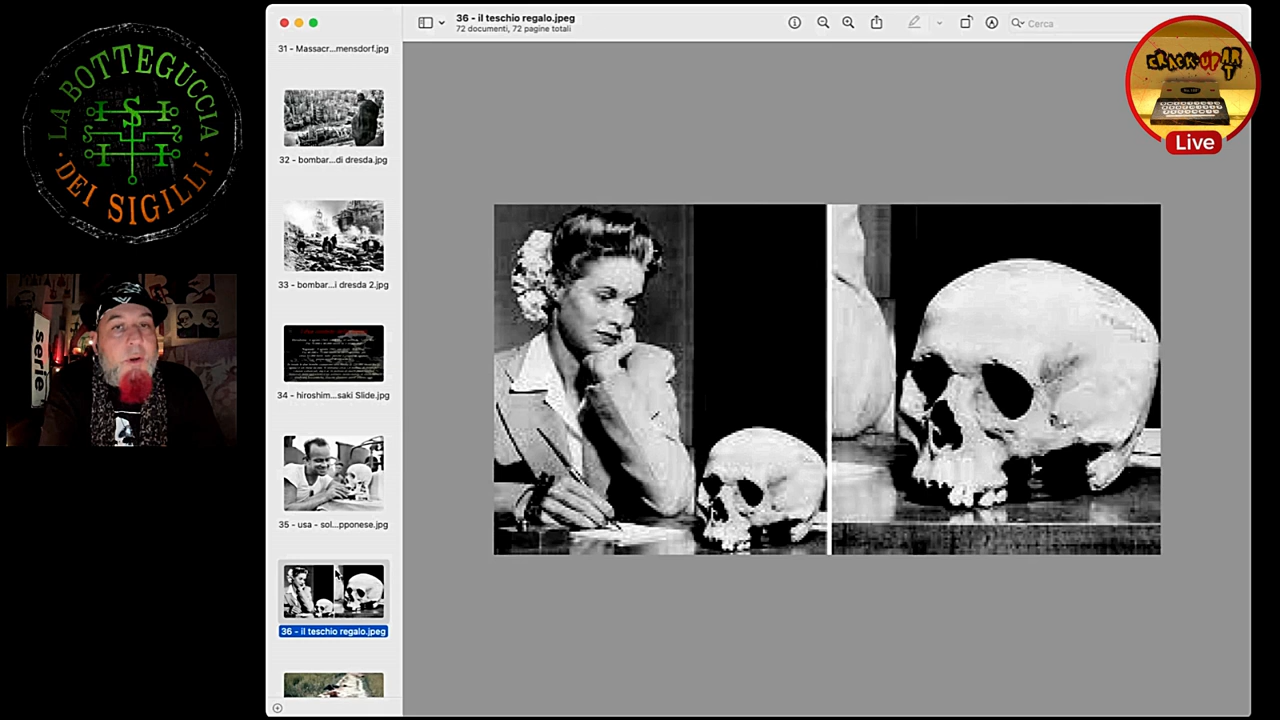 LA BOTTEGUCCIA
· DEI SIGILLI ·
serie
36 - il teschio regalo.jpeg
72 documenti, 72 pagine totali
Cerca
CRACK-UP ART
Live
31 - Massacr...mensdorf.jpg
32 - bombar...di dresda.jpg
33 - bombar...i dresda 2.jpg
34 - hiroshim...saki Slide.jpg
35 - usa - sol...pponese.jpg
36 - il teschio regalo.jpeg